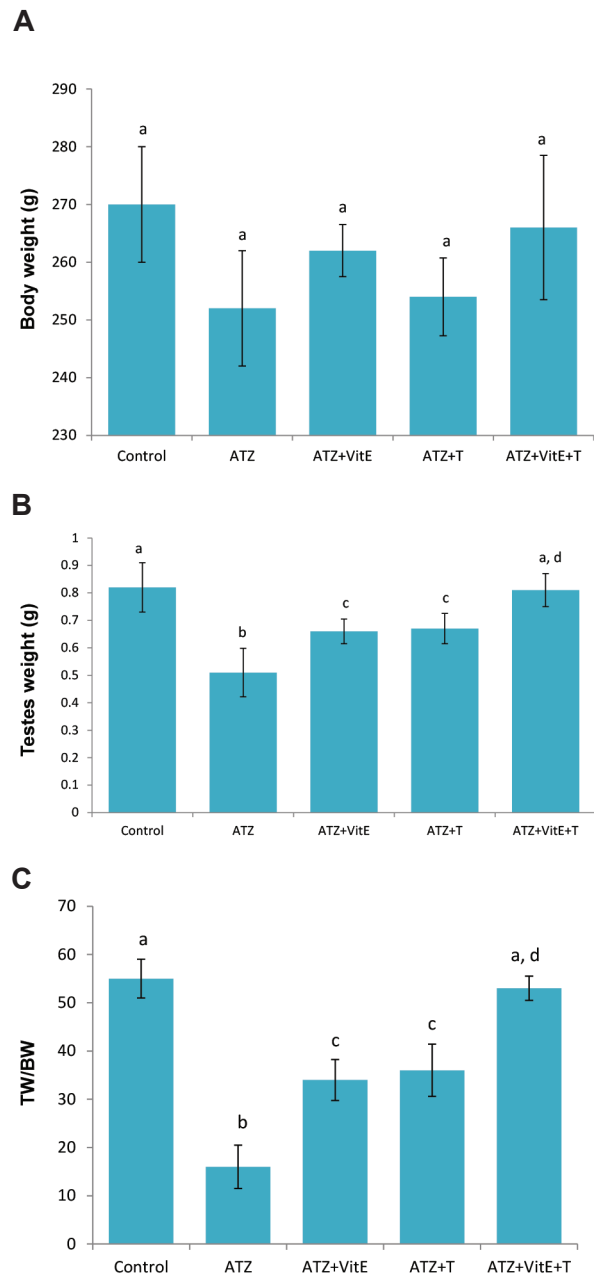 A
Body weight (g)
290
280
270
260
250
240
230
a
a
a
a
a
Control ATZ ATZ+VitE ATZ+T ATZ+VitE+T
B
Testes weight (g)
1
0.9
0.8
0.7
0.6
0.5
0.4
0.3
0.2
0.1
0
a
b
c
c
a, d
Control ATZ ATZ+VitE ATZ+T ATZ+VitE+T
C
TW/BW
70
60
50
40
30
20
10
0
a
b
c
c
a, d
Control ATZ ATZ+VitE ATZ+T ATZ+VitE+T